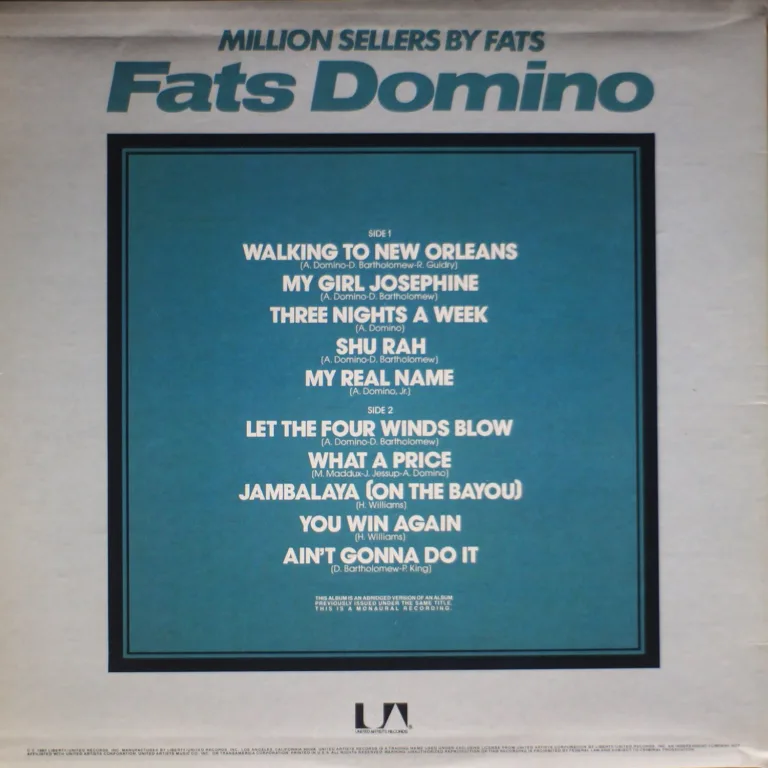 MILLION SELLERS BY FATS
Fats Domino
SIDE 1
WALKING TO NEW ORLEANS
(A. Domino-D. Bartholomew-R. Guidry)
MY GIRL JOSEPHINE
(A. Domino-D. Bartholomew)
THREE NIGHTS A WEEK
(A. Domino)
SHU RAH
(A. Domino-D. Bartholomew)
MY REAL NAME
(A. Domino, Jr.)
SIDE 2
LET THE FOUR WINDS BLOW
(A. Domino-D. Bartholomew)
WHAT A PRICE
(M. Maddux-J. Jessup-A. Domino)
JAMBALAYA (ON THE BAYOU)
(H. Williams)
YOU WIN AGAIN
(H. Williams)
AIN'T GONNA DO IT
(D. Bartholomew-P. King)
THIS ALBUM IS AN ABRIDGED VERSION OF AN ALBUM
PREVIOUSLY ISSUED UNDER THE SAME TITLE.
THIS IS A MONAURAL RECORDING.
UA
UNITED ARTISTS RECORDS